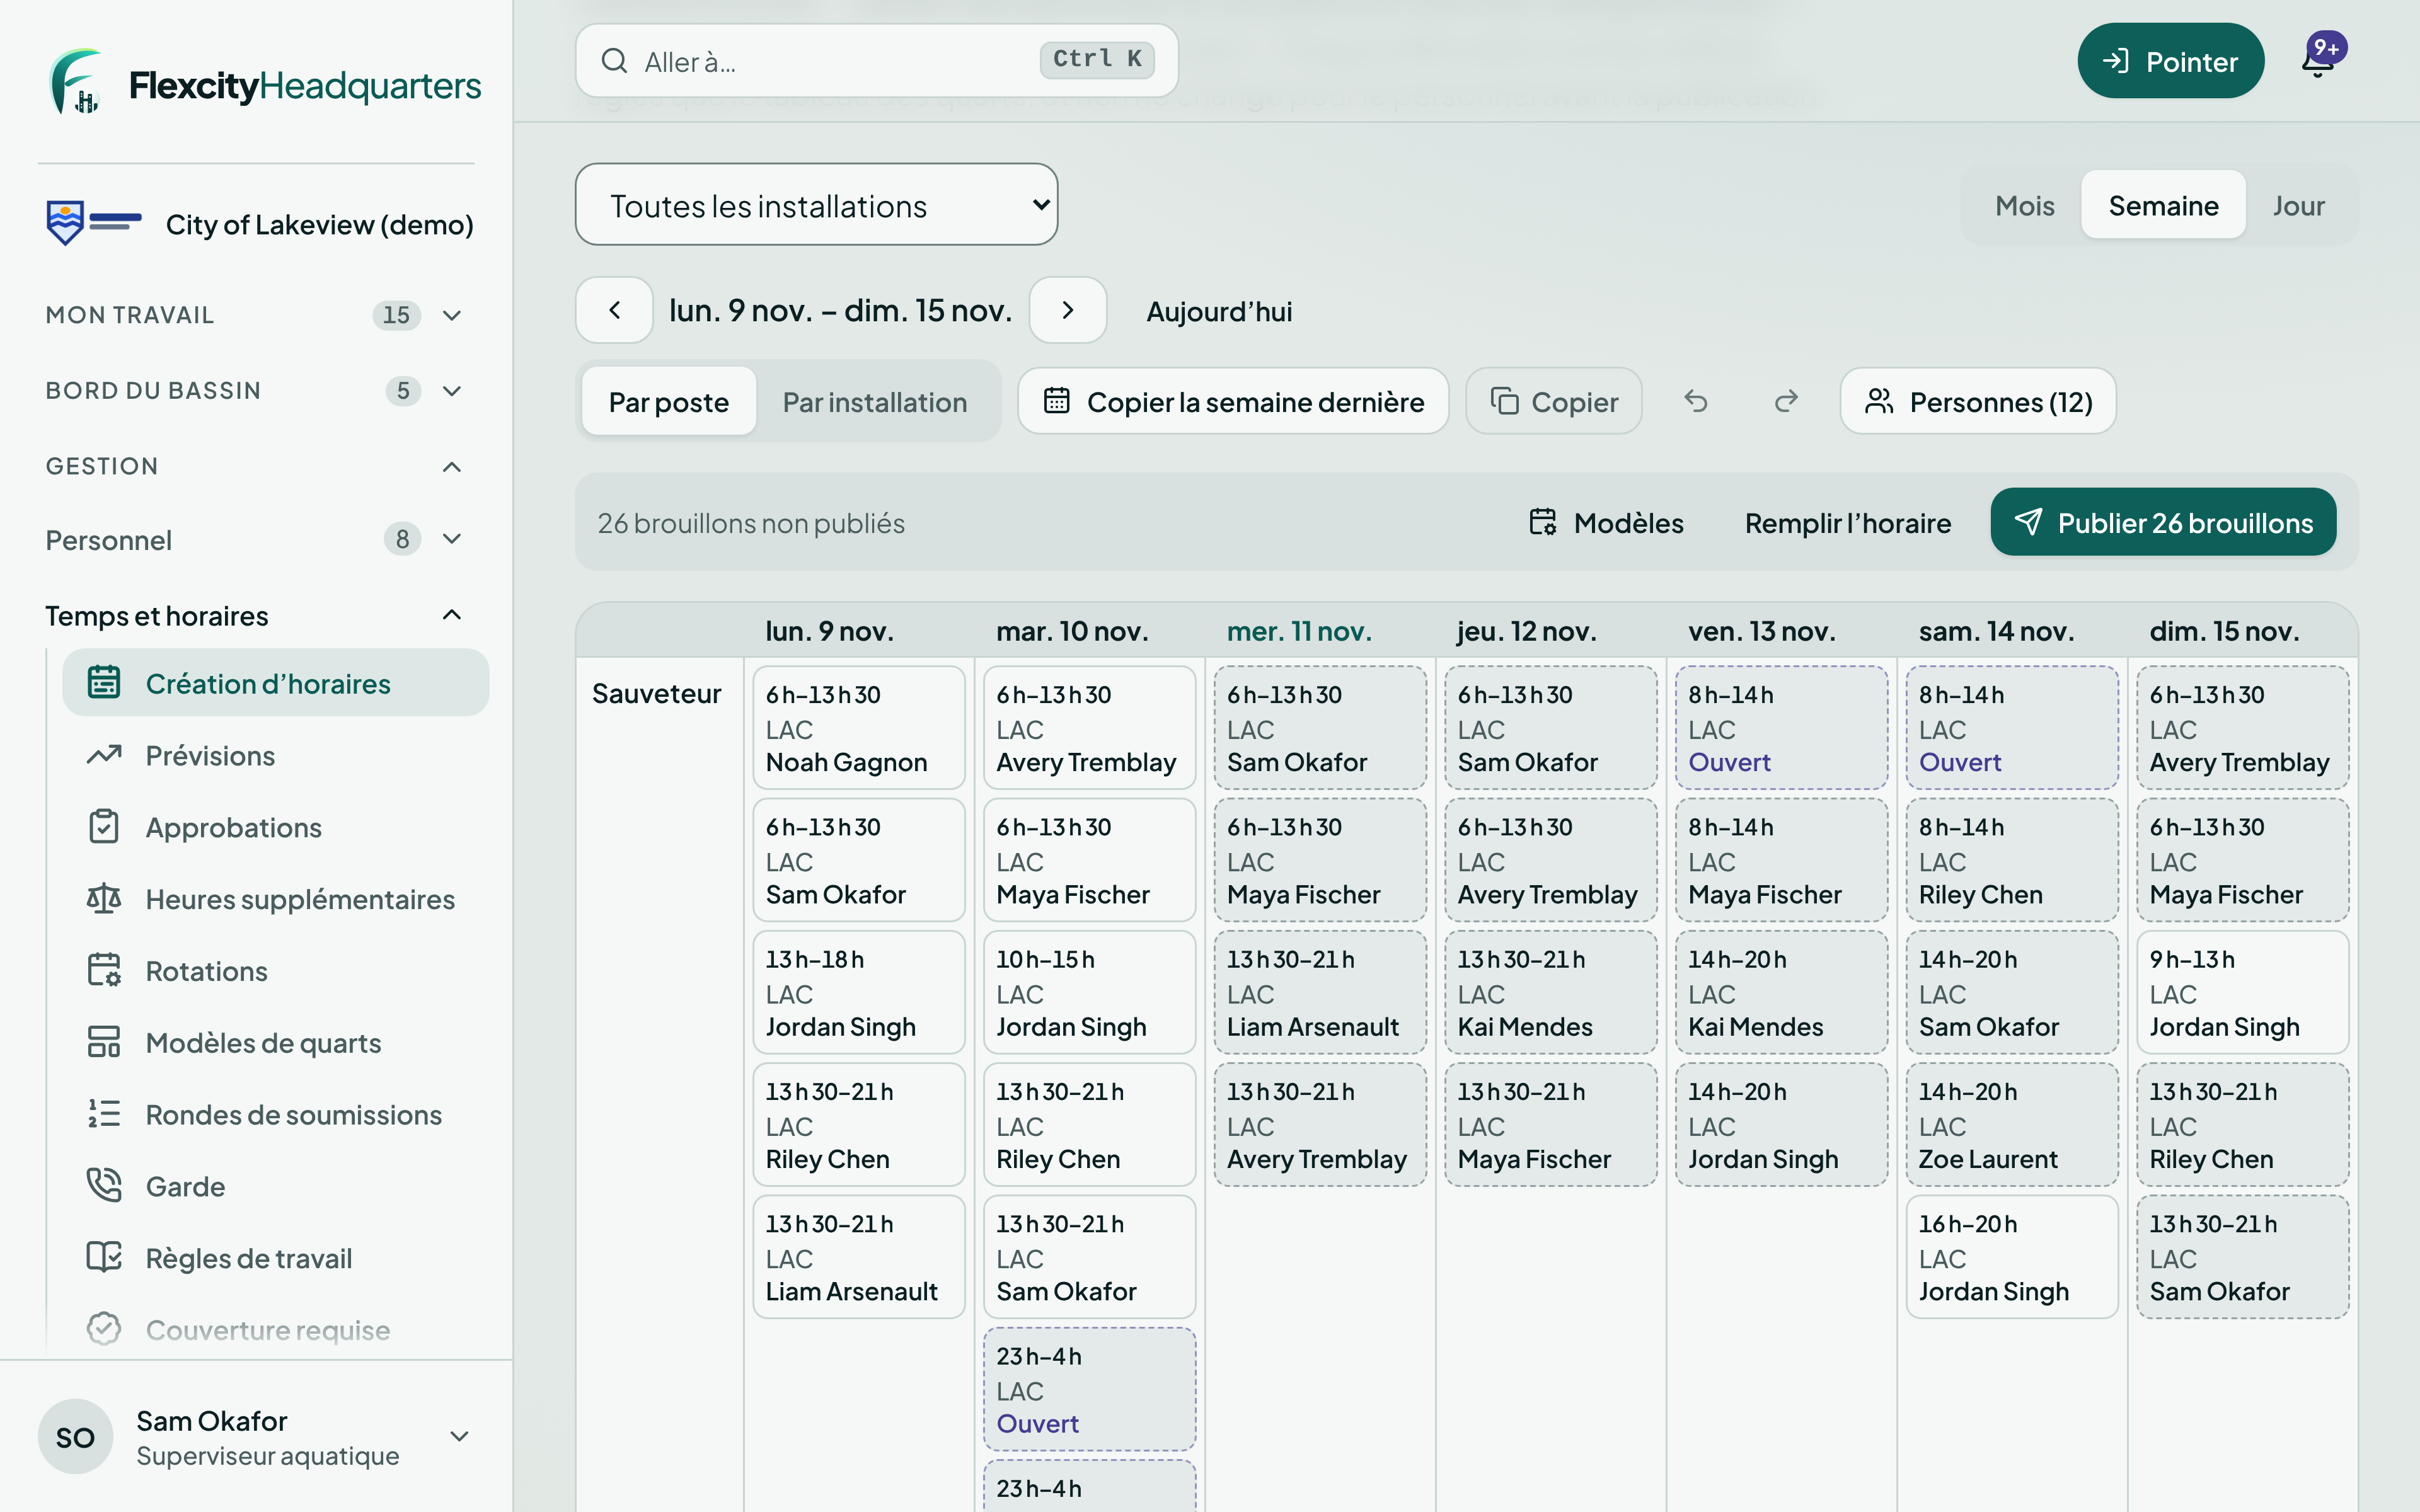 FlexcityHeadquarters
City of Lakeview (demo)
MON TRAVAIL 15
BORD DU BASSIN 5
GESTION
Personnel 8
Temps et horaires
Création d’horaires
Prévisions
Approbations
Heures supplémentaires
Rotations
Modèles de quarts
Rondes de soumissions
Garde
Règles de travail
Couverture requise
SO
Sam Okafor
Superviseur aquatique
Aller à… Ctrl K
Pointer 9+
Toutes les installations
Mois Semaine Jour
lun. 9 nov. – dim. 15 nov. Aujourd’hui
Par poste Par installation Copier la semaine dernière Copier Personnes (12)
26 brouillons non publiés Modèles Remplir l’horaire Publier 26 brouillons
lun. 9 nov. mar. 10 nov. mer. 11 nov. jeu. 12 nov. ven. 13 nov. sam. 14 nov. dim. 15 nov.
Sauveteur
6 h–13 h 30 6 h–13 h 30 6 h–13 h 30 6 h–13 h 30 8 h–14 h 8 h–14 h 6 h–13 h 30
LAC LAC LAC LAC LAC LAC LAC
Noah Gagnon Avery Tremblay Sam Okafor Sam Okafor Ouvert Ouvert Avery Tremblay
6 h–13 h 30 6 h–13 h 30 6 h–13 h 30 6 h–13 h 30 8 h–14 h 8 h–14 h 6 h–13 h 30
LAC LAC LAC LAC LAC LAC LAC
Sam Okafor Maya Fischer Maya Fischer Avery Tremblay Maya Fischer Riley Chen Maya Fischer
13 h–18 h 10 h–15 h 13 h 30–21 h 13 h 30–21 h 14 h–20 h 14 h–20 h 9 h–13 h
LAC LAC LAC LAC LAC LAC LAC
Jordan Singh Jordan Singh Liam Arsenault Kai Mendes Kai Mendes Sam Okafor Jordan Singh
13 h 30–21 h 13 h 30–21 h 13 h 30–21 h 13 h 30–21 h 14 h–20 h 14 h–20 h 13 h 30–21 h
LAC LAC LAC LAC LAC LAC LAC
Riley Chen Riley Chen Avery Tremblay Maya Fischer Jordan Singh Zoe Laurent Riley Chen
13 h 30–21 h 13 h 30–21 h 16 h–20 h 13 h 30–21 h
LAC LAC LAC LAC
Liam Arsenault Sam Okafor Jordan Singh Sam Okafor
23 h–4 h
LAC
Ouvert
23 h–4 h